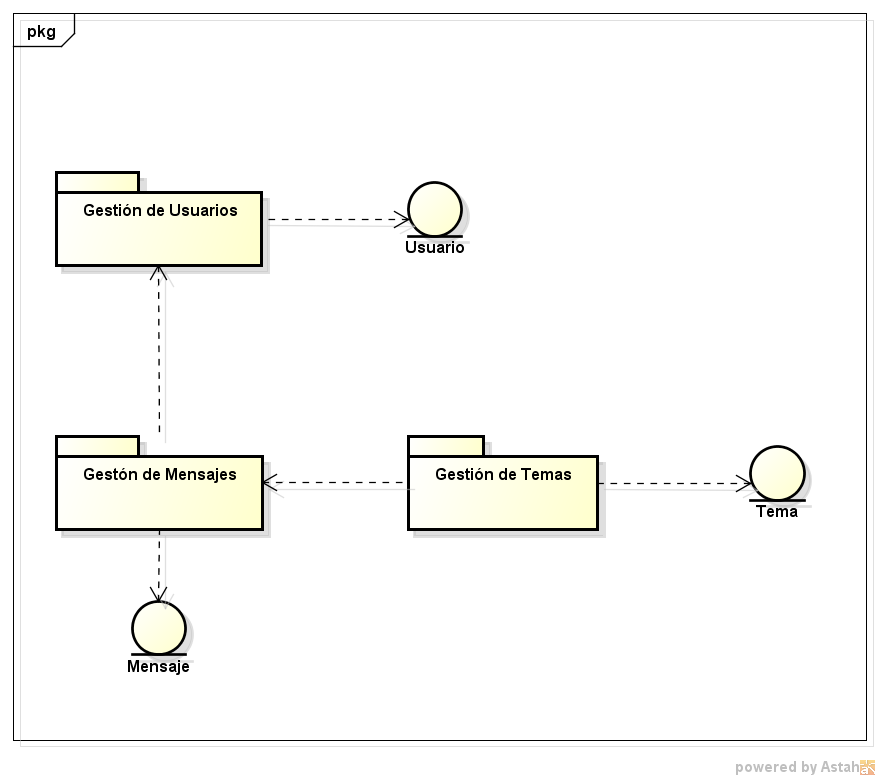 pkg
Gestión de Usuarios
Usuario
Gestón de Mensajes
Gestión de Temas
Tema
Mensaje
powered by Astah